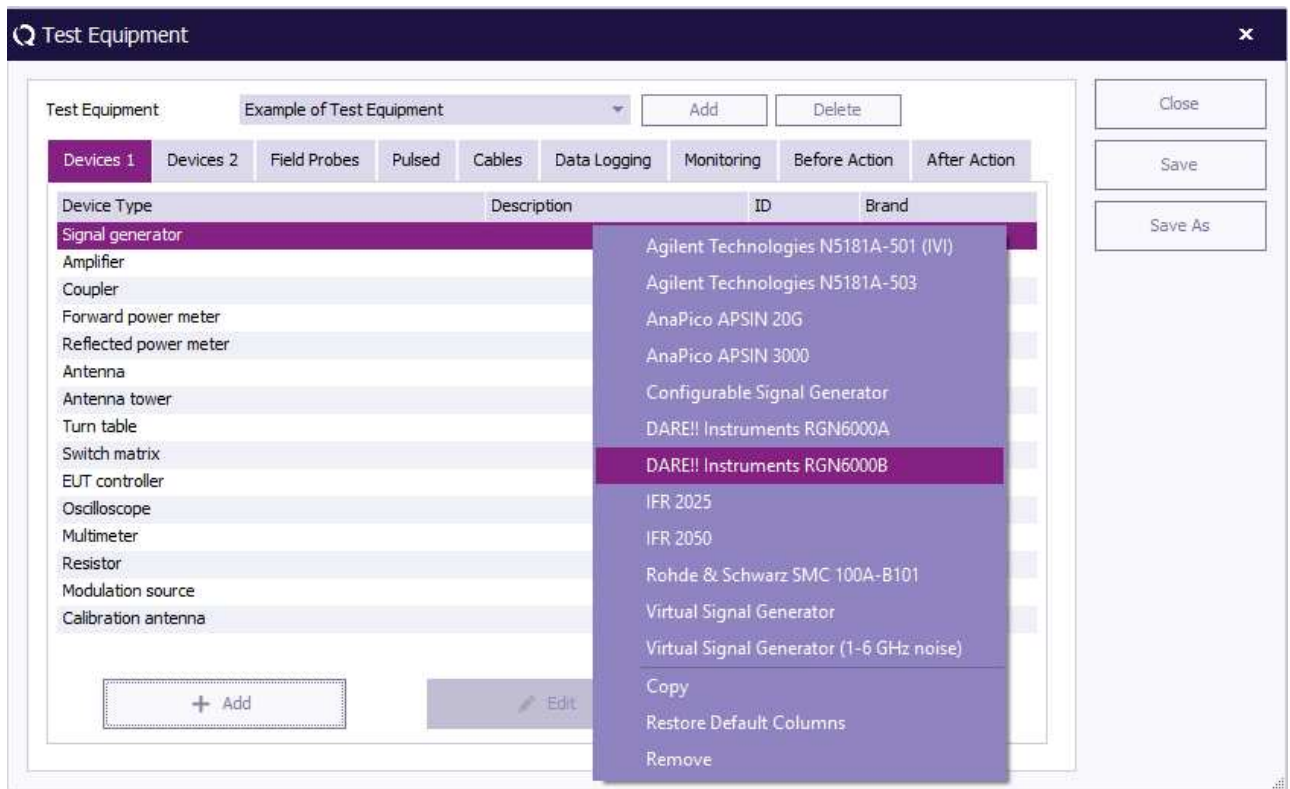 Test Equipment
Test Equipment Example of Test Equipment Add Delete
Close
Save
Save As
Devices 1 Devices 2 Field Probes Pulsed Cables Data Logging Monitoring Before Action After Action
Device Type Description ID Brand
Signal generator
Amplifier
Coupler
Forward power meter
Reflected power meter
Antenna
Antenna tower
Turn table
Switch matrix
EUT controller
Oscilloscope
Multimeter
Resistor
Modulation source
Calibration antenna
Agilent Technologies N5181A-501 (IVI)
Agilent Technologies N5181A-503
AnaPico APSIN 20G
AnaPico APSIN 3000
Configurable Signal Generator
DARE!! Instruments RGN6000A
DARE!! Instruments RGN6000B
IFR 2025
IFR 2050
Rohde & Schwarz SMC 100A-B101
Virtual Signal Generator
Virtual Signal Generator (1-6 GHz noise)
Copy
Restore Default Columns
Remove
+ Add Edit